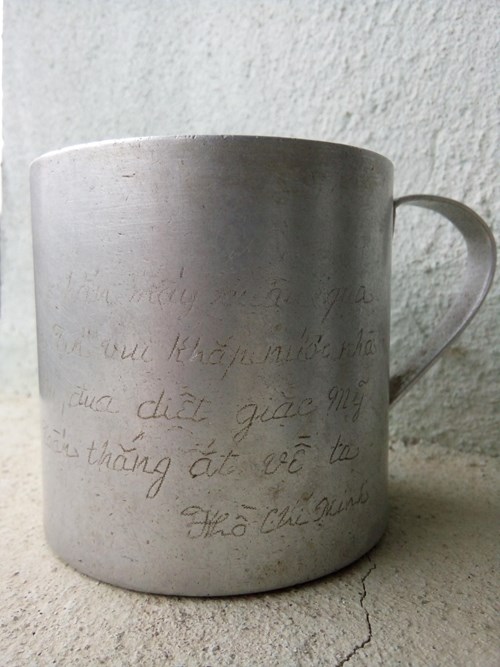 hẳn mấy xuân qua
tin vui khắp nước nhà
đua diệt giặc Mỹ
thắng ắt về ta
Hồ Chí Minh